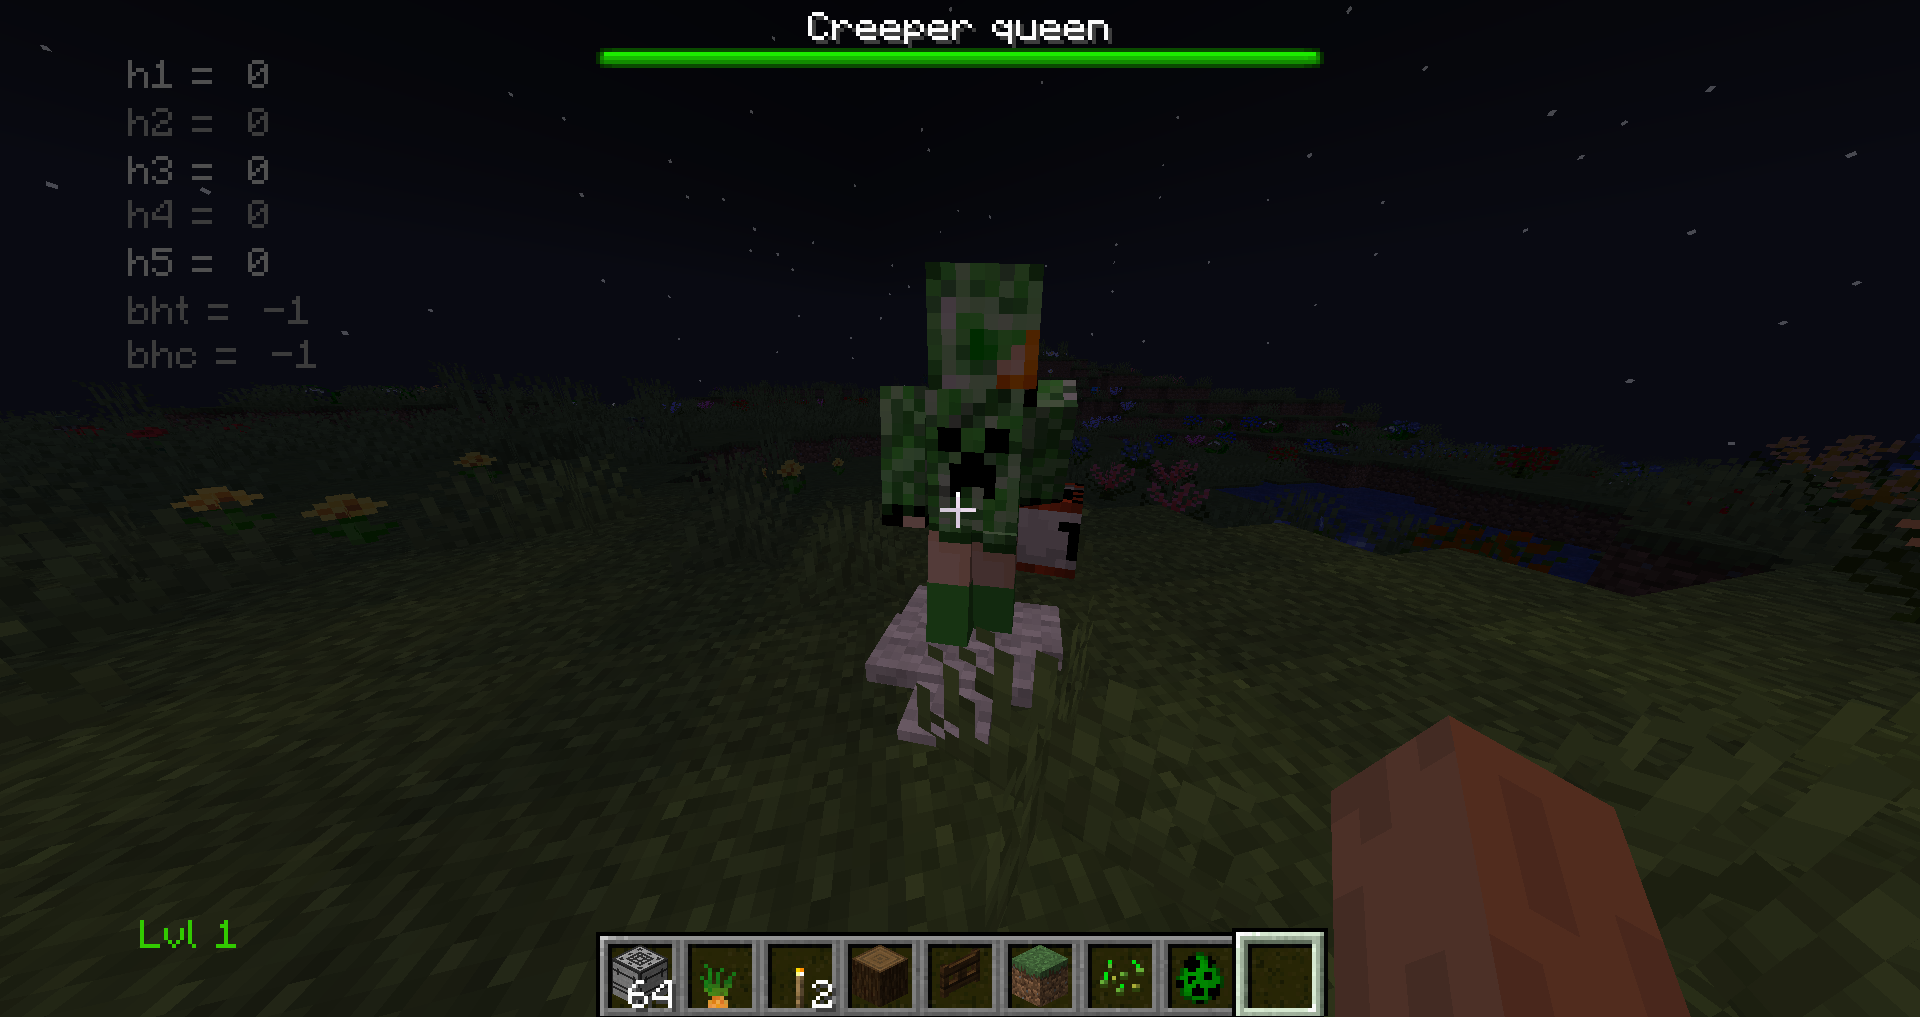 Creeper queen
h1 = 0
h2 = 0
h3 = 0
h4 = 0
h5 = 0
bht = -1
bhc = -1
Lvl 1
64
2